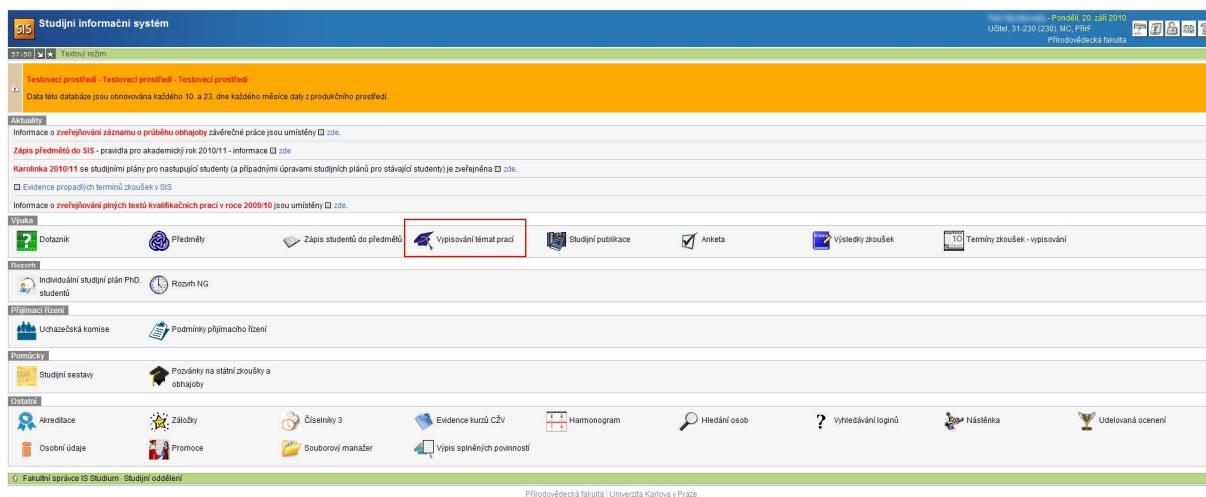 SIS Studijní informační systém
- Pondělí, 20. září 2010
Učitel, 31-230 (230), MC, PřírF
Přírodovědecká fakulta
57:50 Textový režim
Testovací prostředí - Testovací prostředí - Testovací prostředí
Data této databáze jsou obnovována každého 10. a 23. dne každého měsíce daty z produkčního prostředí.
Aktuality
Informace o zveřejňování záznamu o průběhu obhajoby závěrečné práce jsou umístěny zde.
Zápis předmětů do SIS - pravidla pro akademický rok 2010/11 - informace zde
Karolinka 2010/11 se studijními plány pro nastupující studenty (a případnými úpravami studijních plánů pro stávající studenty) je zveřejněna zde.
Evidence propadlých termínů zkoušek v SIS
Informace o zveřejňování plných textů kvalifikačních prací v roce 2009/10 jsou umístěny zde.
Výuka
Dotazník Předměty Zápis studentů do předmětů Vypisování témat prací Studijní publikace Anketa Výsledky zkoušek 10 Termíny zkoušek - vypisování
Rozvrh
Individuální studijní plán PhD. studentů Rozvrh NG
Přijímací řízení
Uchazečská komise Podmínky přijímacího řízení
Pomůcky
Studijní sestavy Pozvánky na státní zkoušky a obhajoby
Ostatní
Akreditace Záložky Číselníky 3 Evidence kurzů CŽV Harmonogram Hledání osob ? Vyhledávání loginů Nástěnka Udelovaná ocenení
Osobní údaje Promoce Souborový manažer Výpis splněných povinností
Fakultní správce IS Studium Studijní oddělení
Přírodovědecká fakulta | Univerzita Karlova v Praze